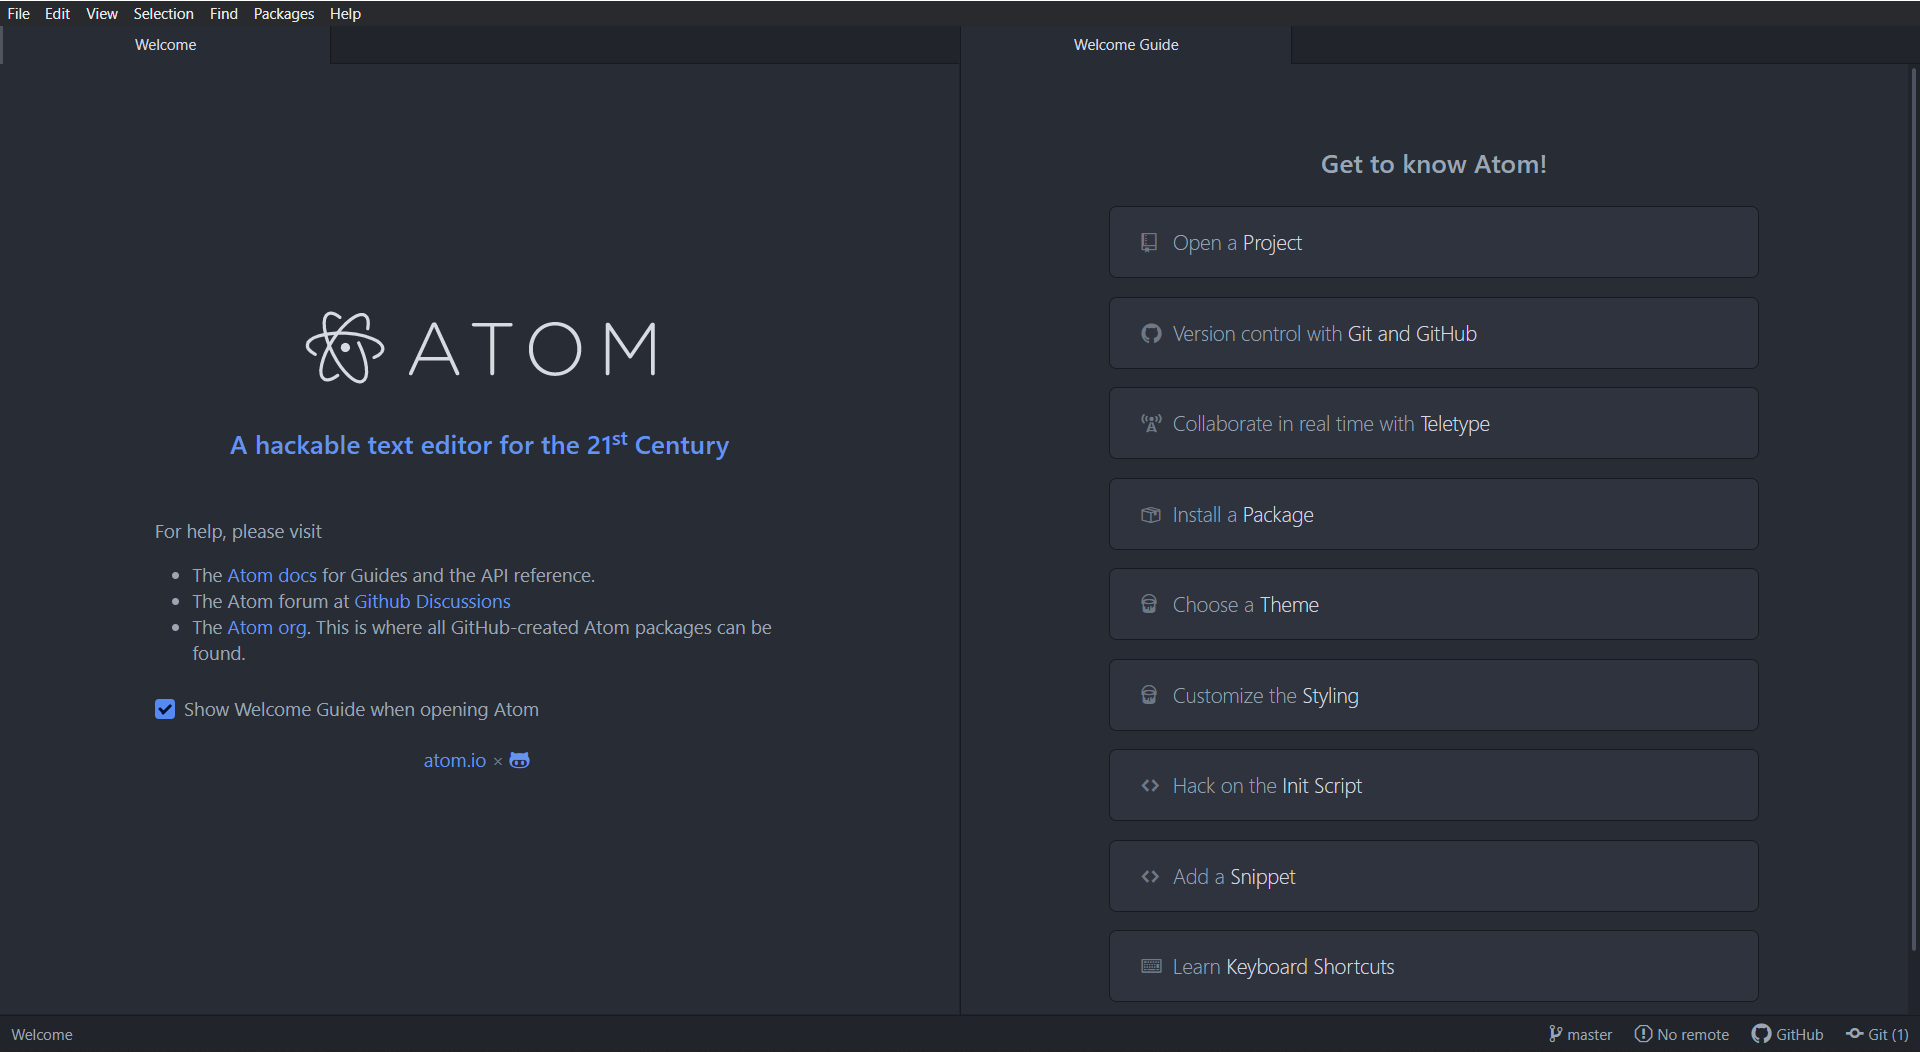 File Edit View Selection Find Packages Help
Welcome
Welcome Guide
ATOM
A hackable text editor for the 21st Century
For help, please visit
The Atom docs for Guides and the API reference.
The Atom forum at Github Discussions
The Atom org. This is where all GitHub-created Atom packages can be
found.
Show Welcome Guide when opening Atom
atom.io ×
Get to know Atom!
Open a Project
Version control with Git and GitHub
Collaborate in real time with Teletype
Install a Package
Choose a Theme
Customize the Styling
Hack on the Init Script
Add a Snippet
Learn Keyboard Shortcuts
Welcome
master No remote GitHub Git (1)